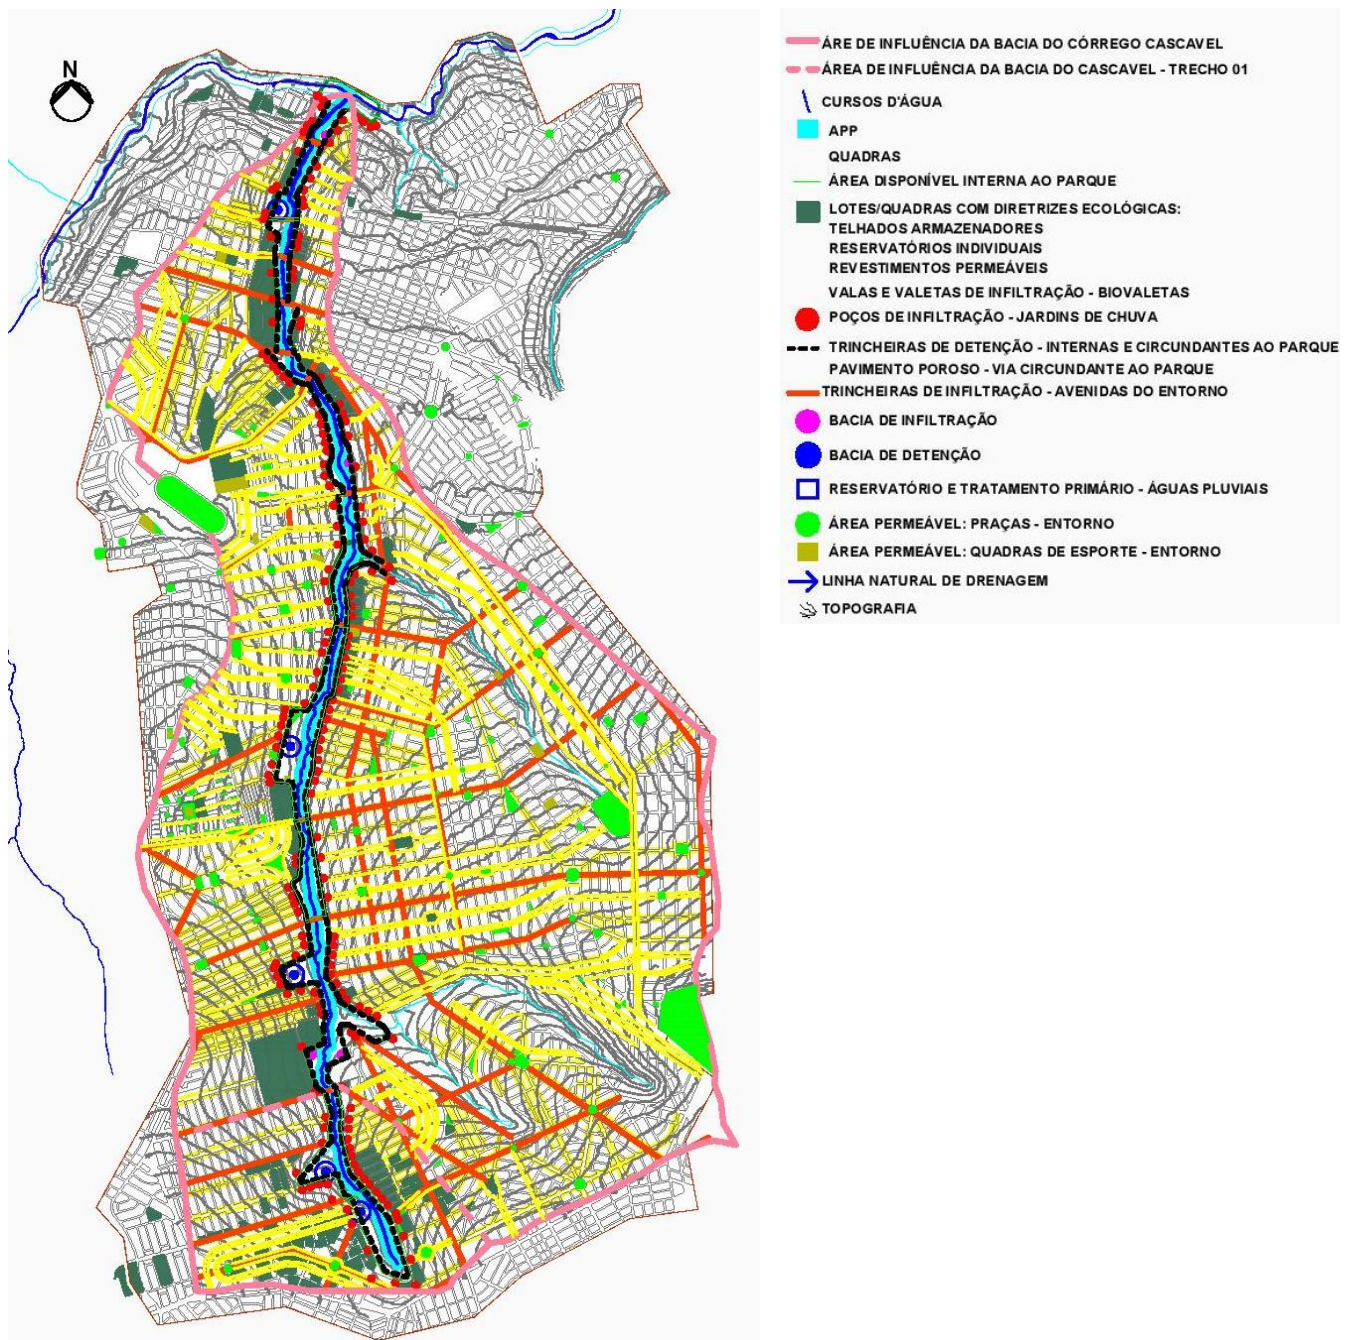 N
ÁRE DE INFLUÊNCIA DA BACIA DO CÓRREGO CASCAVEL
ÁREA DE INFLUÊNCIA DA BACIA DO CASCAVEL - TRECHO 01
CURSOS D'ÁGUA
APP
QUADRAS
ÁREA DISPONÍVEL INTERNA AO PARQUE
LOTES/QUADRAS COM DIRETRIZES ECOLÓGICAS:
TELHADOS ARMAZENADORES
RESERVATÓRIOS INDIVIDUAIS
REVESTIMENTOS PERMEÁVEIS
VALAS E VALETAS DE INFILTRAÇÃO - BIOVALETAS
POÇOS DE INFILTRAÇÃO - JARDINS DE CHUVA
TRINCHEIRAS DE DETENÇÃO - INTERNAS E CIRCUNDANTES AO PARQUE
PAVIMENTO POROSO - VIA CIRCUNDANTE AO PARQUE
TRINCHEIRAS DE INFILTRAÇÃO - AVENIDAS DO ENTORNO
BACIA DE INFILTRAÇÃO
BACIA DE DETENÇÃO
RESERVATÓRIO E TRATAMENTO PRIMÁRIO - ÁGUAS PLUVIAIS
ÁREA PERMEÁVEL: PRAÇAS - ENTORNO
ÁREA PERMEÁVEL: QUADRAS DE ESPORTE - ENTORNO
LINHA NATURAL DE DRENAGEM
TOPOGRAFIA